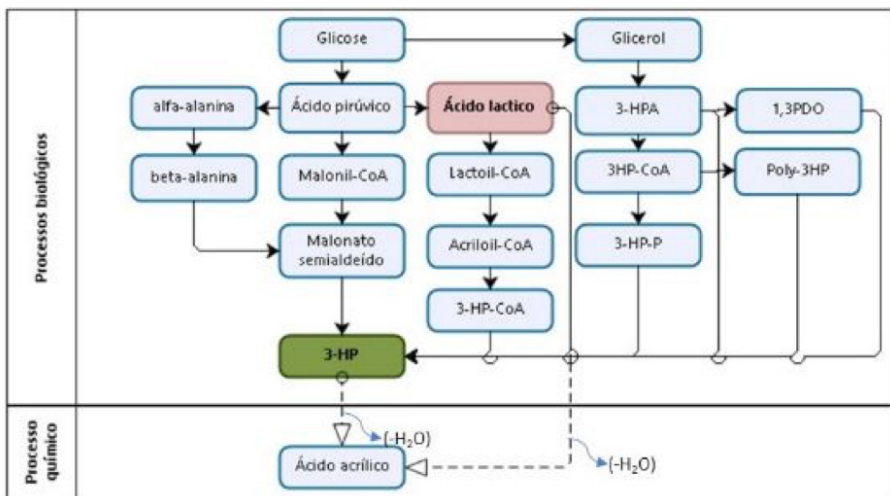 Processos biológicos
Glicose
Glicerol
alfa-alanina
Ácido pirúvico
Ácido lactico
3-HPA
1,3PDO
beta-alanina
Malonil-CoA
Lactoil-CoA
3HP-CoA
Poly-3HP
Malonato
semialdeído
Acriloil-CoA
3-HP-P
3-HP-CoA
3-HP
Processo
químico
(-H₂O)
(-H₂O)
Ácido acrílico